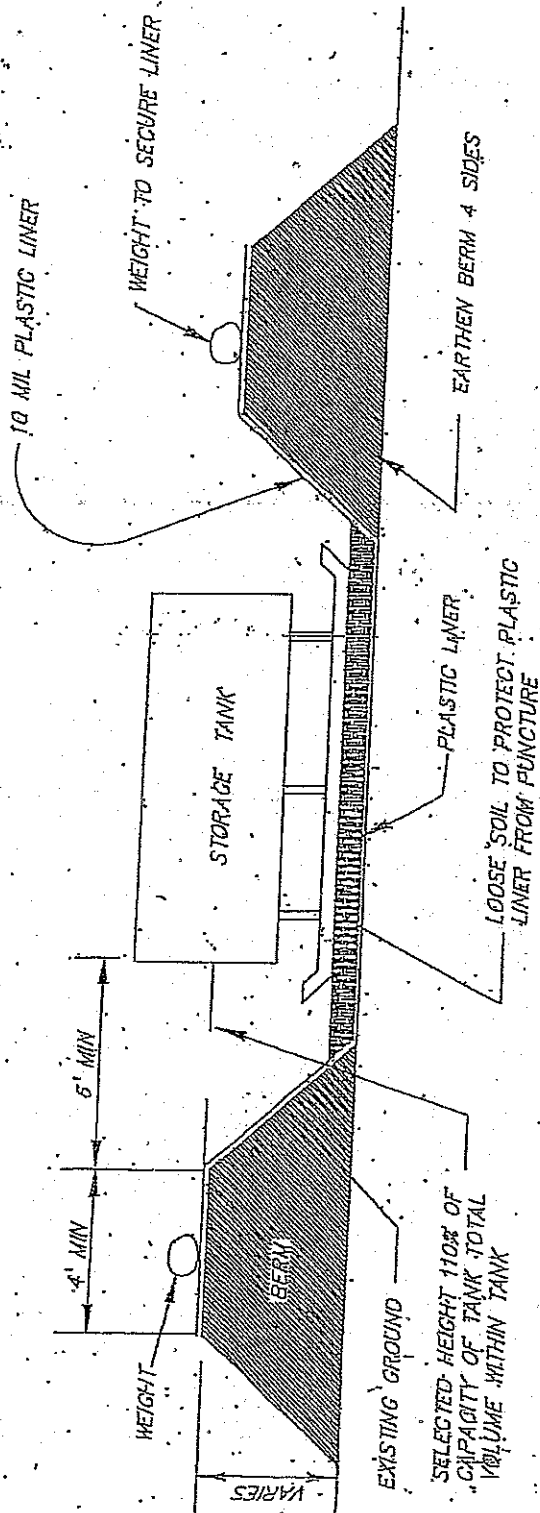 10 MIL PLASTIC LINER
WEIGHT TO SECURE LINER
5' MIN
4' MIN
WEIGHT
STORAGE TANK
BERM
VARIES
EXISTING GROUND
SELECTED HEIGHT 110% OF
CAPACITY OF TANK TOTAL
VOLUME WITHIN TANK
PLASTIC LINER
LOOSE SOIL TO PROTECT PLASTIC
LINER FROM PUNCTURE
EARTHEN BERM 4 SIDES